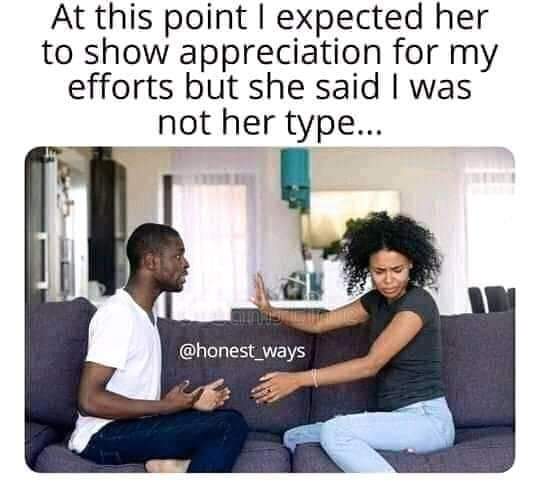 At this point I expected her
to show appreciation for my
efforts but she said I was
not her type...
@honest_ways